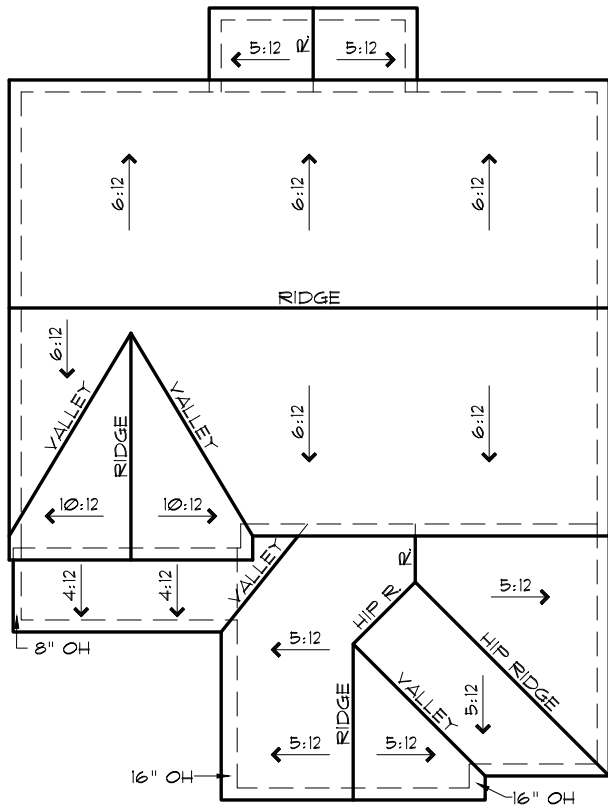 5:12
R.
5:12
6:12
6:12
6:12
RIDGE
6:12
VALLEY
RIDGE
VALLEY
6:12
6:12
10:12
10:12
4:12
4:12
VALLEY
R.
HIP R.
5:12
8" OH
5:12
HIP RIDGE
RIDGE
VALLEY
5:12
5:12
5:12
16" OH
16" OH